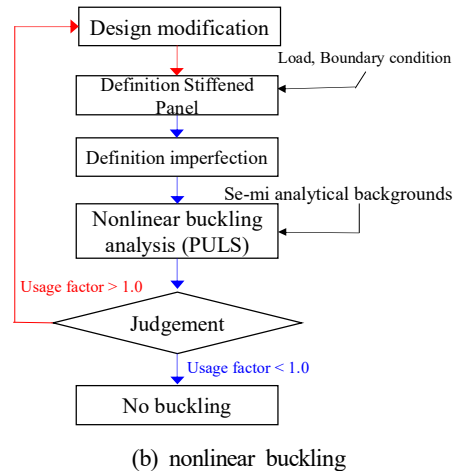 Design modification
Load, Boundary condition
Definition Stiffened
Panel
Definition imperfection
Se-mi analytical backgrounds
Nonlinear buckling
analysis (PULS)
Usage factor > 1.0
Judgement
Usage factor < 1.0
No buckling
(b) nonlinear buckling